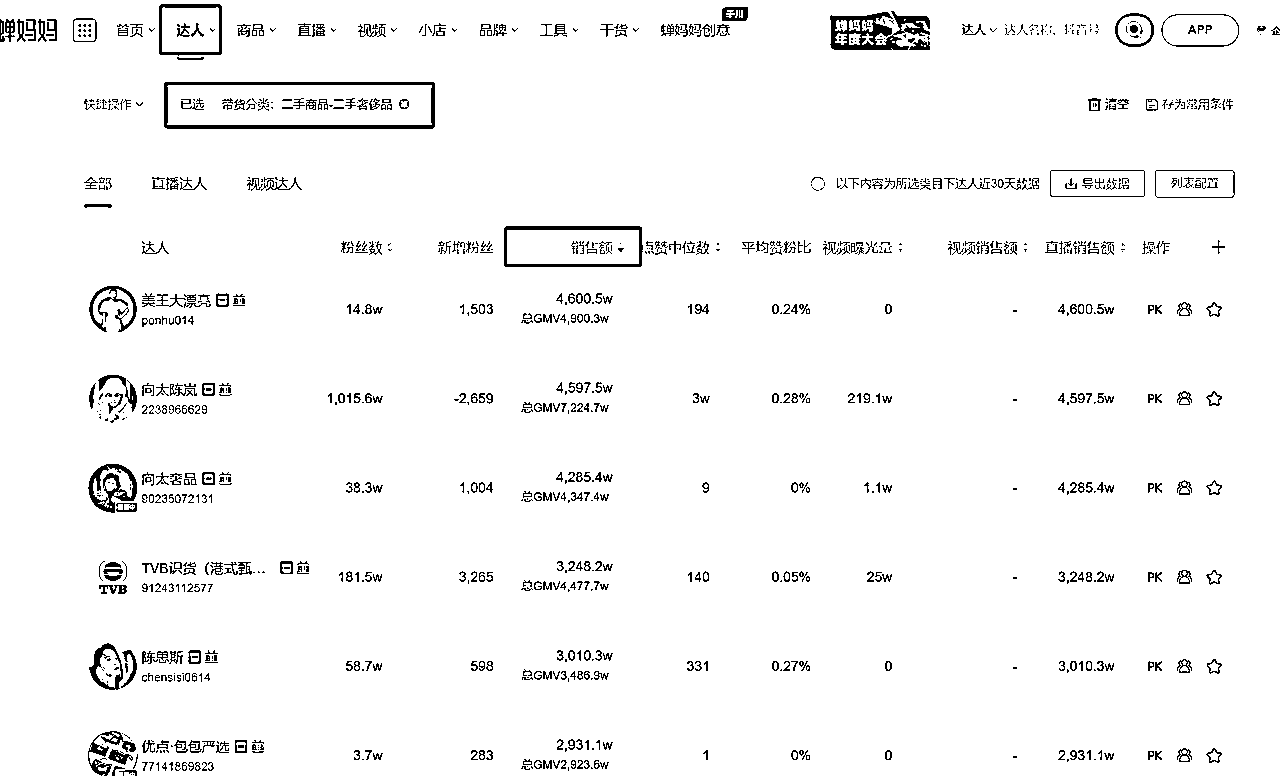 蝉妈妈 首页 达人 商品 直播 视频 小店 品牌 工具 干货 蝉妈妈创意 千川 蝉妈妈 年度大会 达人 达人名称、抖音号 APP 企
快捷操作 已选 带货分类：二手商品-二手奢侈品 清空 存为常用条件
全部 直播达人 视频达人 以下内容为所选类目下达人近30天数据 导出数据 列表配置
达人 粉丝数 新增粉丝 销售额 点赞中位数 平均赞粉比 视频曝光量 视频销售额 直播销售额 操作
美王大漂亮 14.8w 1,503 4,600.5w 194 0.24% 0 - 4,600.5w PK
ponhu014 总GMV4,900.3w
向太陈岚 1,015.6w -2,659 4,597.5w 3w 0.28% 219.1w - 4,597.5w PK
2238966629 总GMV7,224.7w
向太奢品 38.3w 1,004 4,285.4w 9 0% 1.1w - 4,285.4w PK
90235072131 总GMV4,347.4w
TVB识货（港式甄... 181.5w 3,265 3,248.2w 140 0.05% 25w - 3,248.2w PK
TVB 91243112577 总GMV4,477.7w
陈思斯 58.7w 598 3,010.3w 331 0.27% 0 - 3,010.3w PK
chensisi0614 总GMV3,486.9w
优点·包包严选 3.7w 283 2,931.1w 1 0% 0 - 2,931.1w PK
77141869823 总GMV2,923.6w